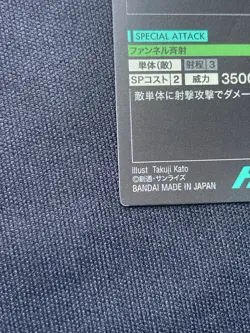 SPECIAL ATTACK
ファンネル斉射
単体(敵) 射程 3
SPコスト 2 威力 3500
敵単体に射撃攻撃でダメー
Illust Takuji Kato
©創通・サンライズ
BANDAI MADE IN JAPAN